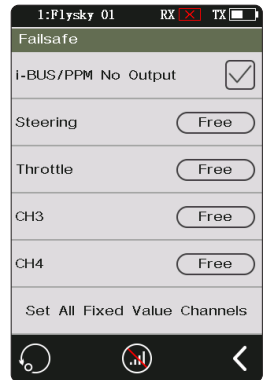 1:Flysky 01 RX TX
Failsafe
i-BUS/PPM No Output
Steering Free
Throttle Free
CH3 Free
CH4 Free
Set All Fixed Value Channels